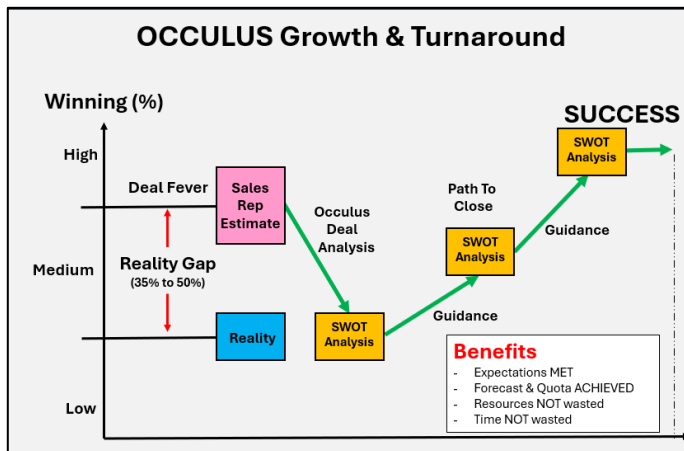 OCCULUS Growth & Turnaround
Winning (%)
SUCCESS
High
SWOT
Analysis
Deal Fever
Sales
Rep
Estimate
Path To
Close
Occulus
Deal
Analysis
Guidance
SWOT
Analysis
Medium
Reality Gap
(35% to 50%)
Reality
SWOT
Analysis
Guidance
Benefits
- Expectations MET
- Forecast & Quota ACHIEVED
- Resources NOT wasted
- Time NOT wasted
Low